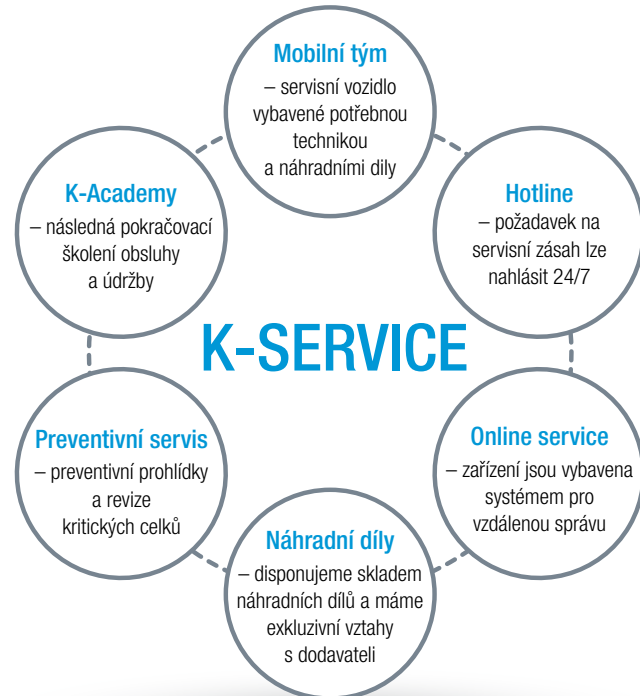 Mobilní tým
– servisní vozidlo
vybavené potřebnou
technikou
a náhradními dily
K-Academy
– následná pokračovací
školení obsluhy
a údržby
Hotline
– požadavek na
servisní zásah lze
nahlásit 24/7
K-SERVICE
Preventivní servis
– preventivní prohlídky
a revize
kritických celků
Online service
– zařízení jsou vybavena
systémem pro
vzdálenou správu
Náhradní díly
– disponujeme skladem
náhradních dílů a máme
exkluzivní vztahy
s dodavateli